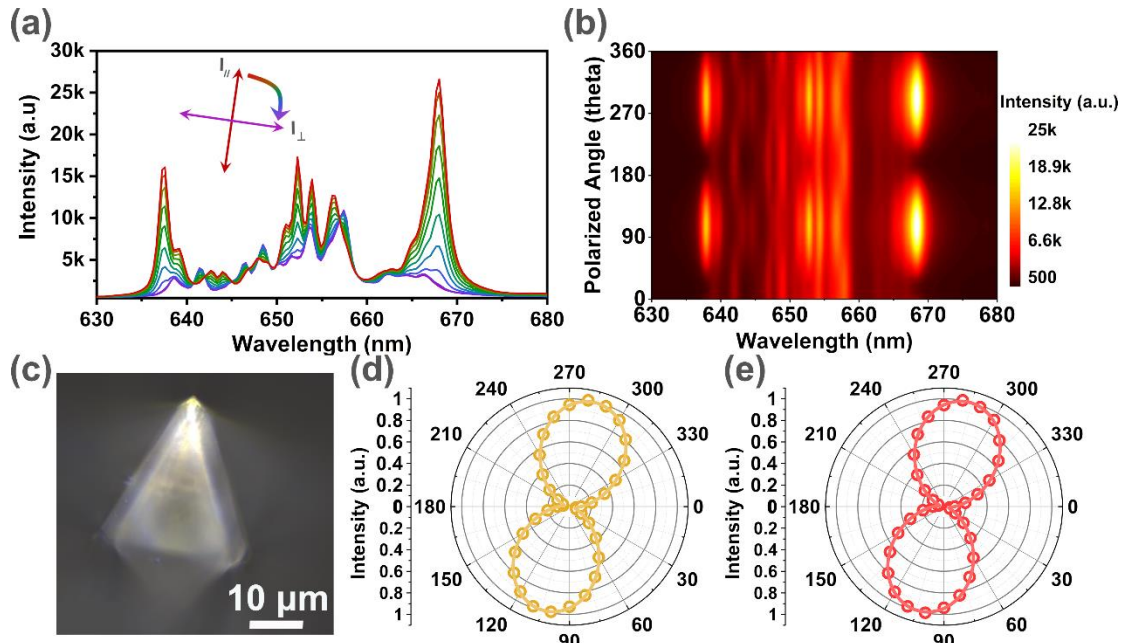 (a)
30k
25k
20k
15k
10k
5k
Intensity (a.u)
I//
I⊥
630 640 650 660 670 680
Wavelength (nm)
(b)
360
270
180
90
0
Polarized Angle (theta)
630 640 650 660 670 680
Wavelength (nm)
Intensity (a.u.)
25k
18.9k
12.8k
6.6k
500
(c)
10 μm
(d)
270
240 300
210 330
180 0
150 30
120 60
90
1
0.8
0.6
0.4
0.2
0
0.2
0.4
0.6
0.8
1
Intensity (a.u.)
(e)
270
240 300
210 330
180 0
150 30
120 60
90
1
0.8
0.6
0.4
0.2
0
0.2
0.4
0.6
0.8
1
Intensity (a.u.)